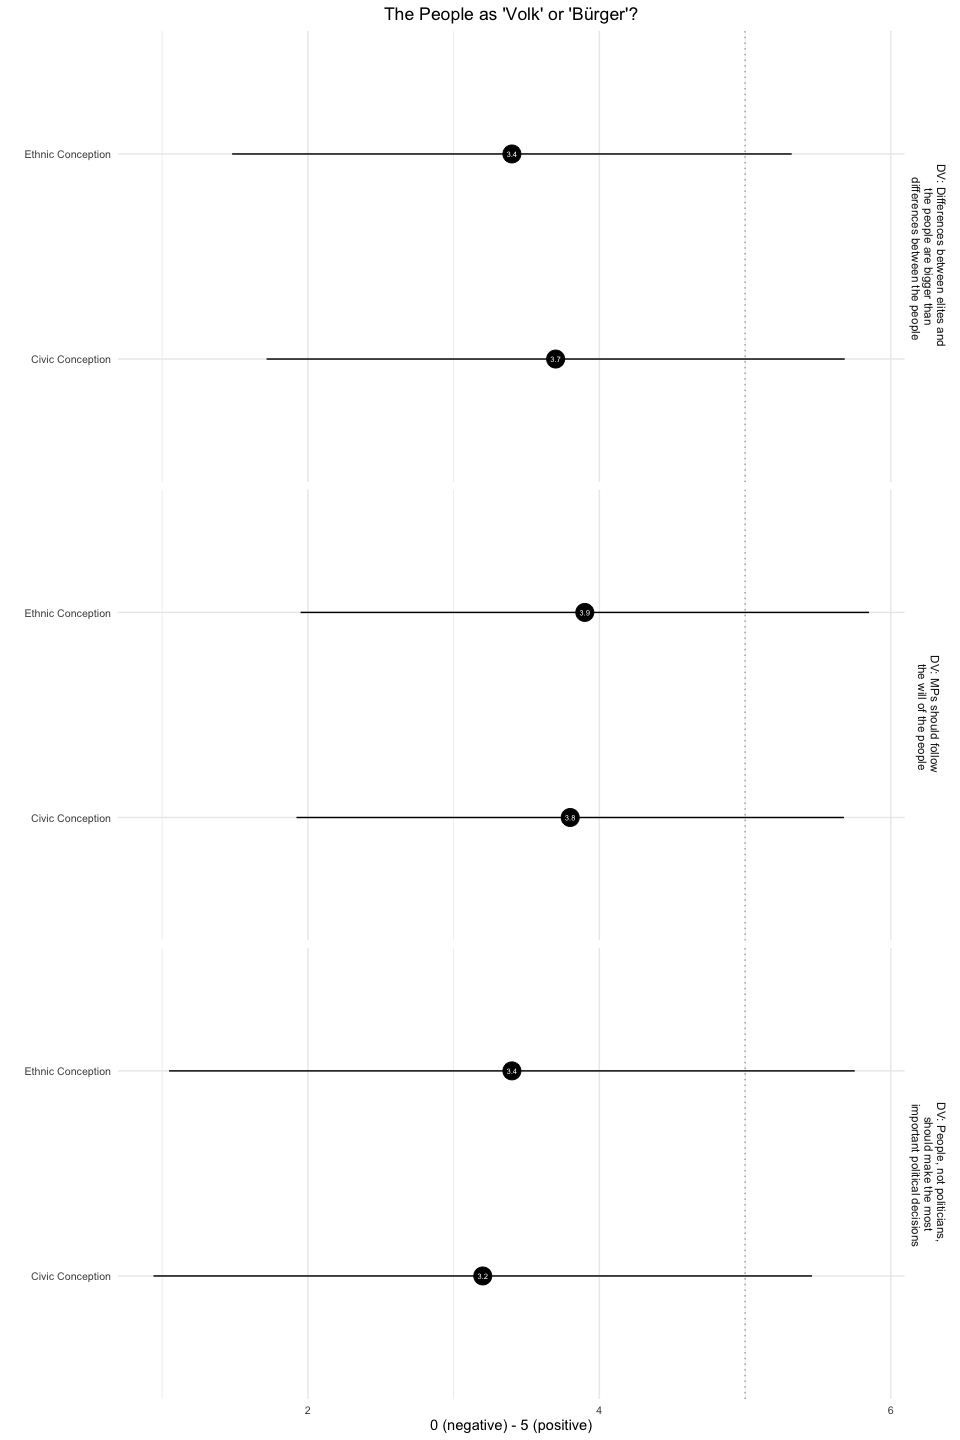 The People as 'Volk' or 'Bürger'?
Ethnic Conception
3.4
Civic Conception
3.7
DV: Differences between elites and
the people are bigger than
differences between the people
Ethnic Conception
3.9
Civic Conception
3.8
DV: MPs should follow
the will of the people
Ethnic Conception
3.4
Civic Conception
3.2
DV: People, not politicians,
should make the most
important political decisions
2
4
6
0 (negative) - 5 (positive)